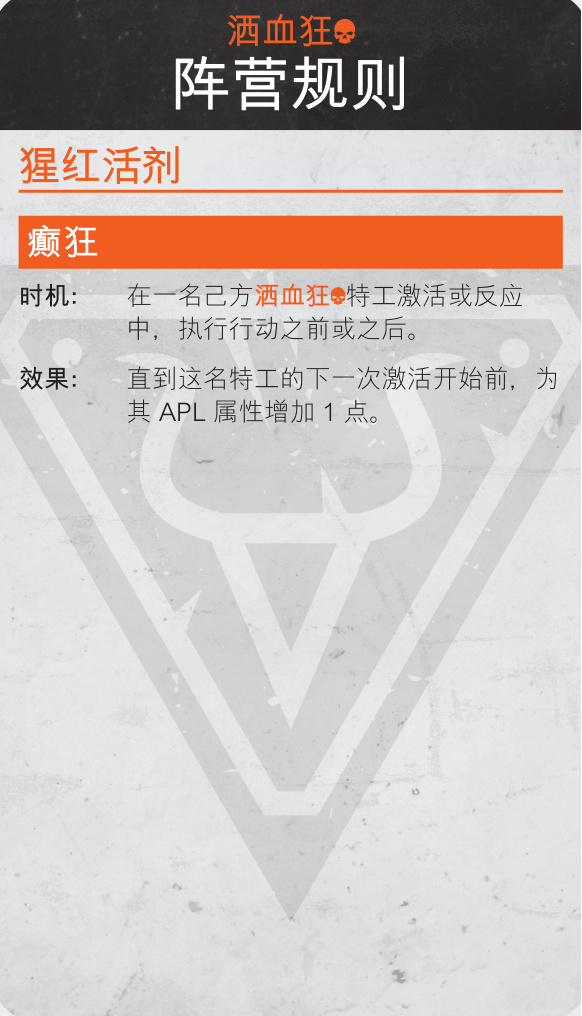 洒血狂
阵营规则
猩红活剂
癫狂
时机: 在一名己方洒血狂特工激活或反应
中，执行行动之前或之后。
效果: 直到这名特工的下一次激活开始前，为
其 APL 属性增加 1 点。